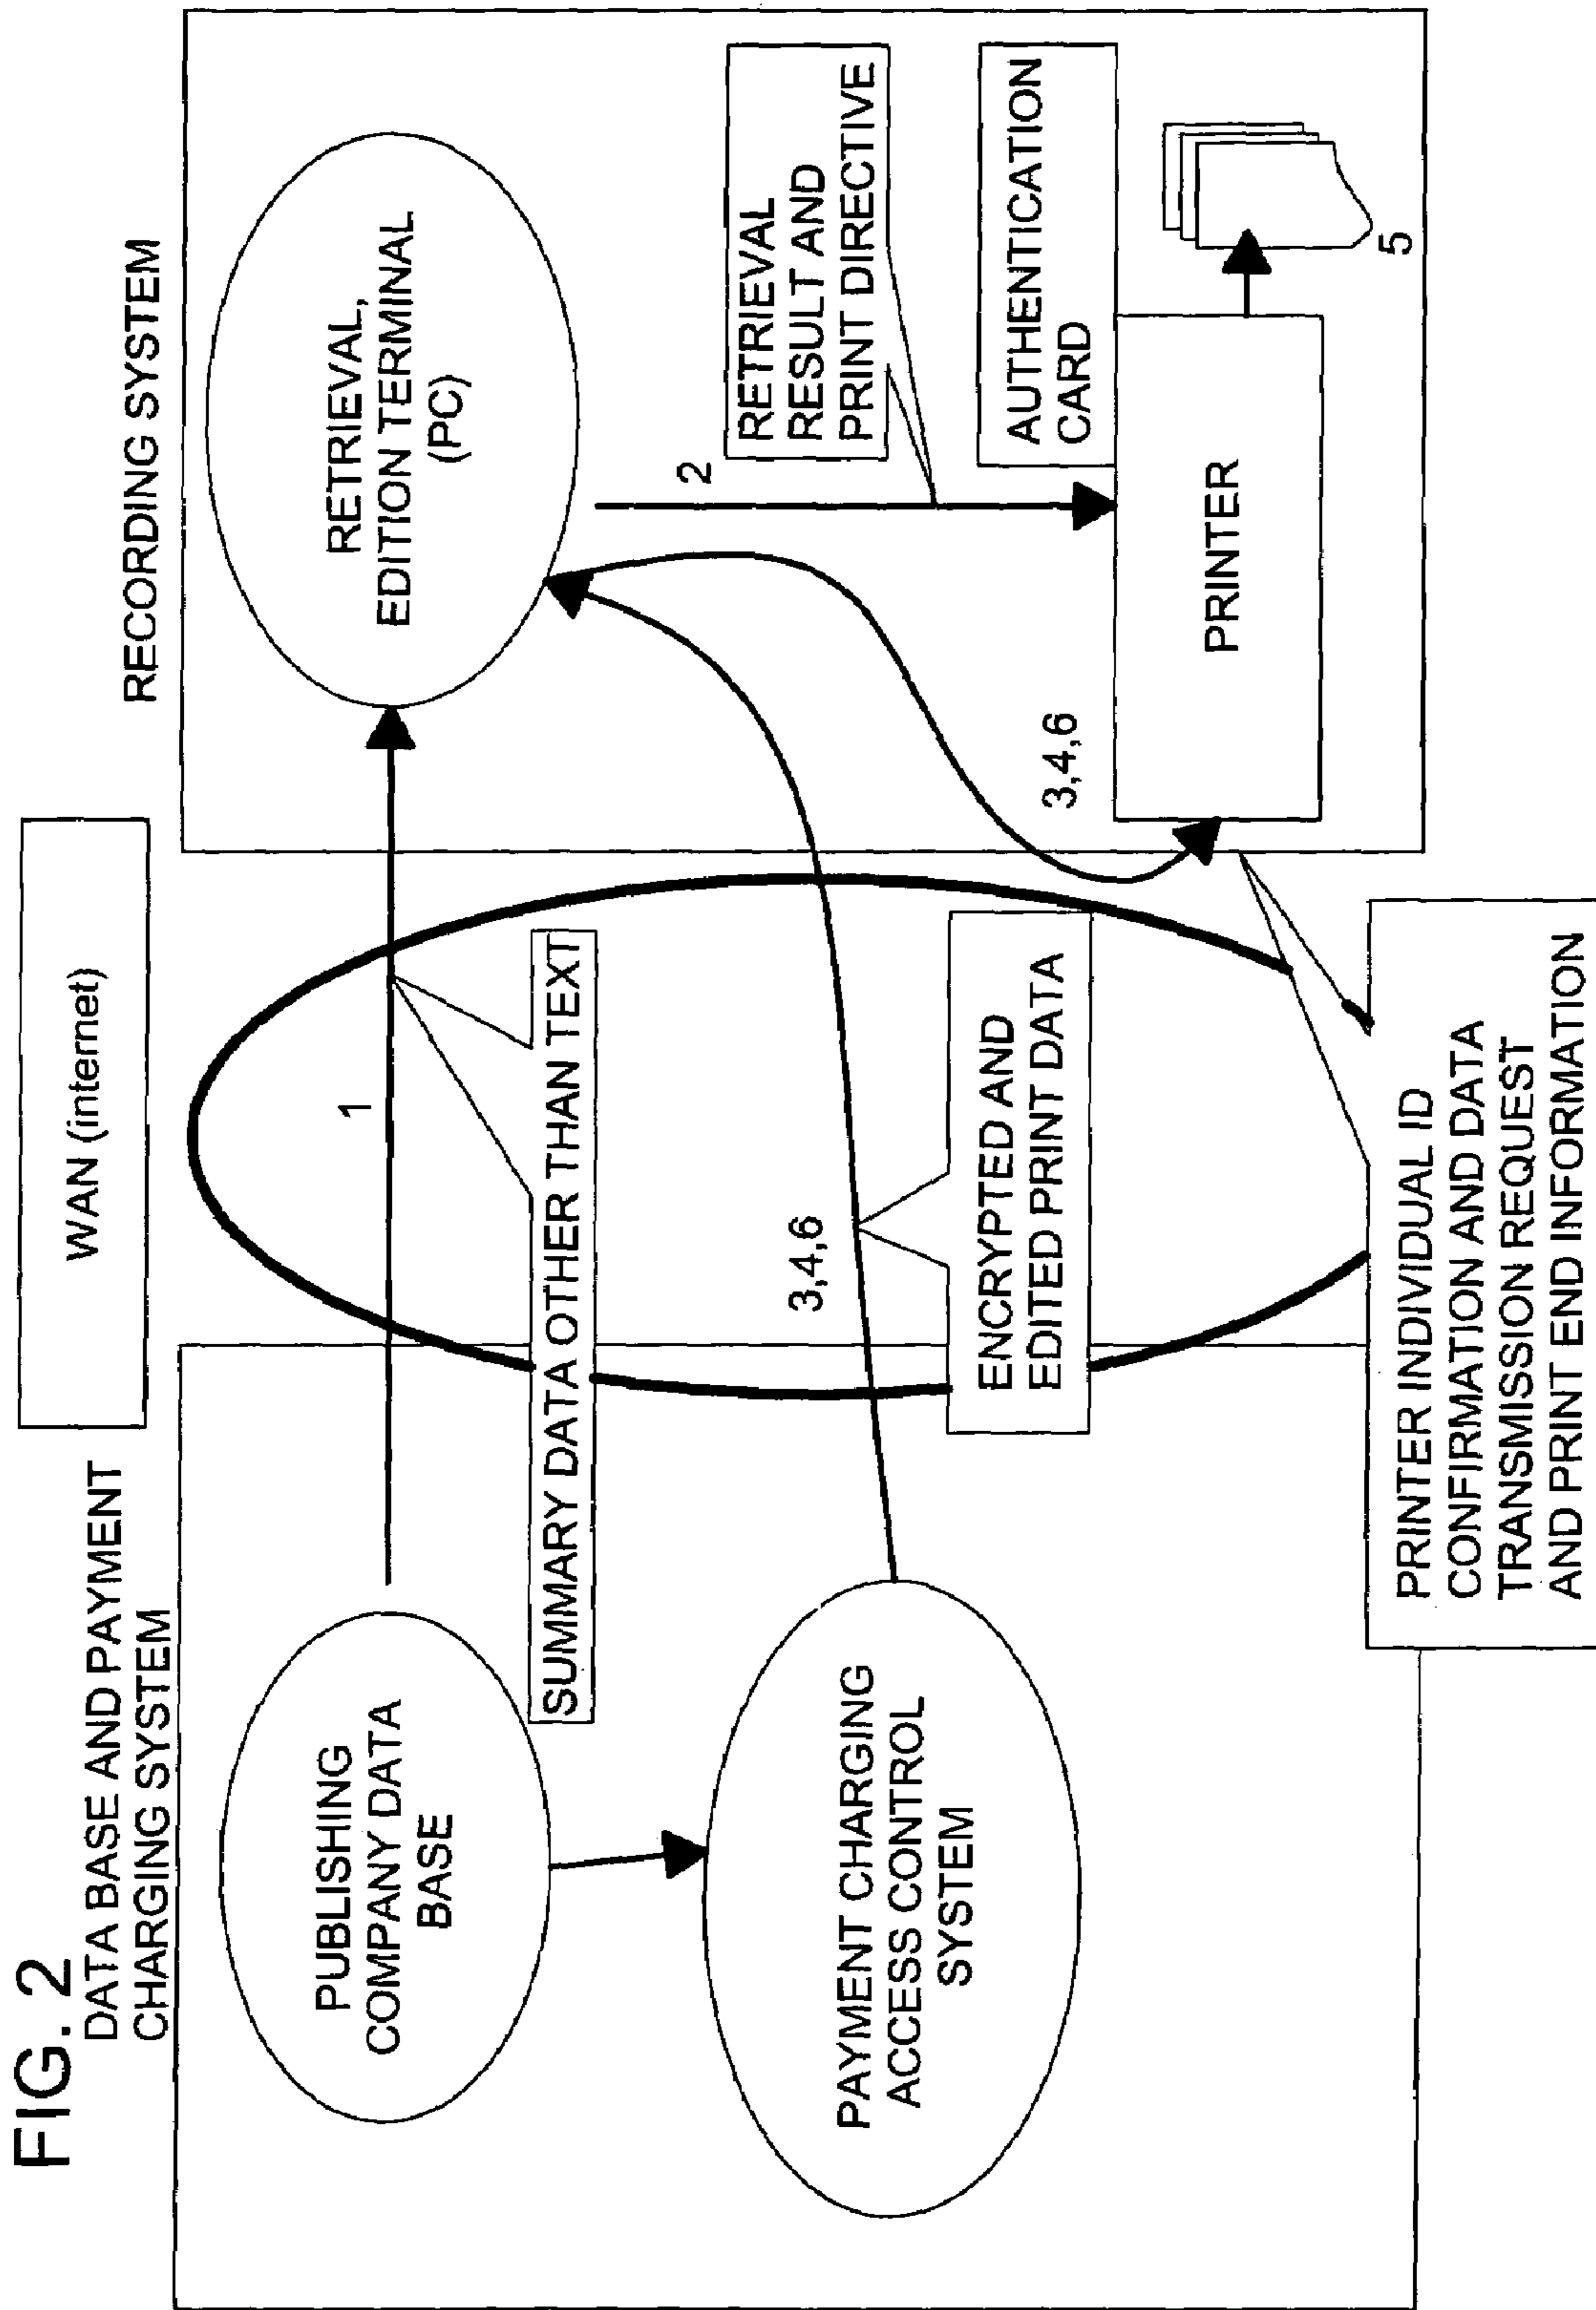 FIG. 2
DATA BASE AND PAYMENT
CHARGING SYSTEM
WAN (internet)
RECORDING SYSTEM
PUBLISHING
COMPANY DATA
BASE
1
RETRIEVAL,
EDITION TERMINAL
(PC)
SUMMARY DATA OTHER THAN TEXT
2
RETRIEVAL
RESULT AND
PRINT DIRECTIVE
PAYMENT CHARGING
ACCESS CONTROL
SYSTEM
3,4,6
ENCRYPTED AND
EDITED PRINT DATA
3,4,6
AUTHENTICATION
CARD
PRINTER
5
PRINTER INDIVIDUAL ID
CONFIRMATION AND DATA
TRANSMISSION REQUEST
AND PRINT END INFORMATION